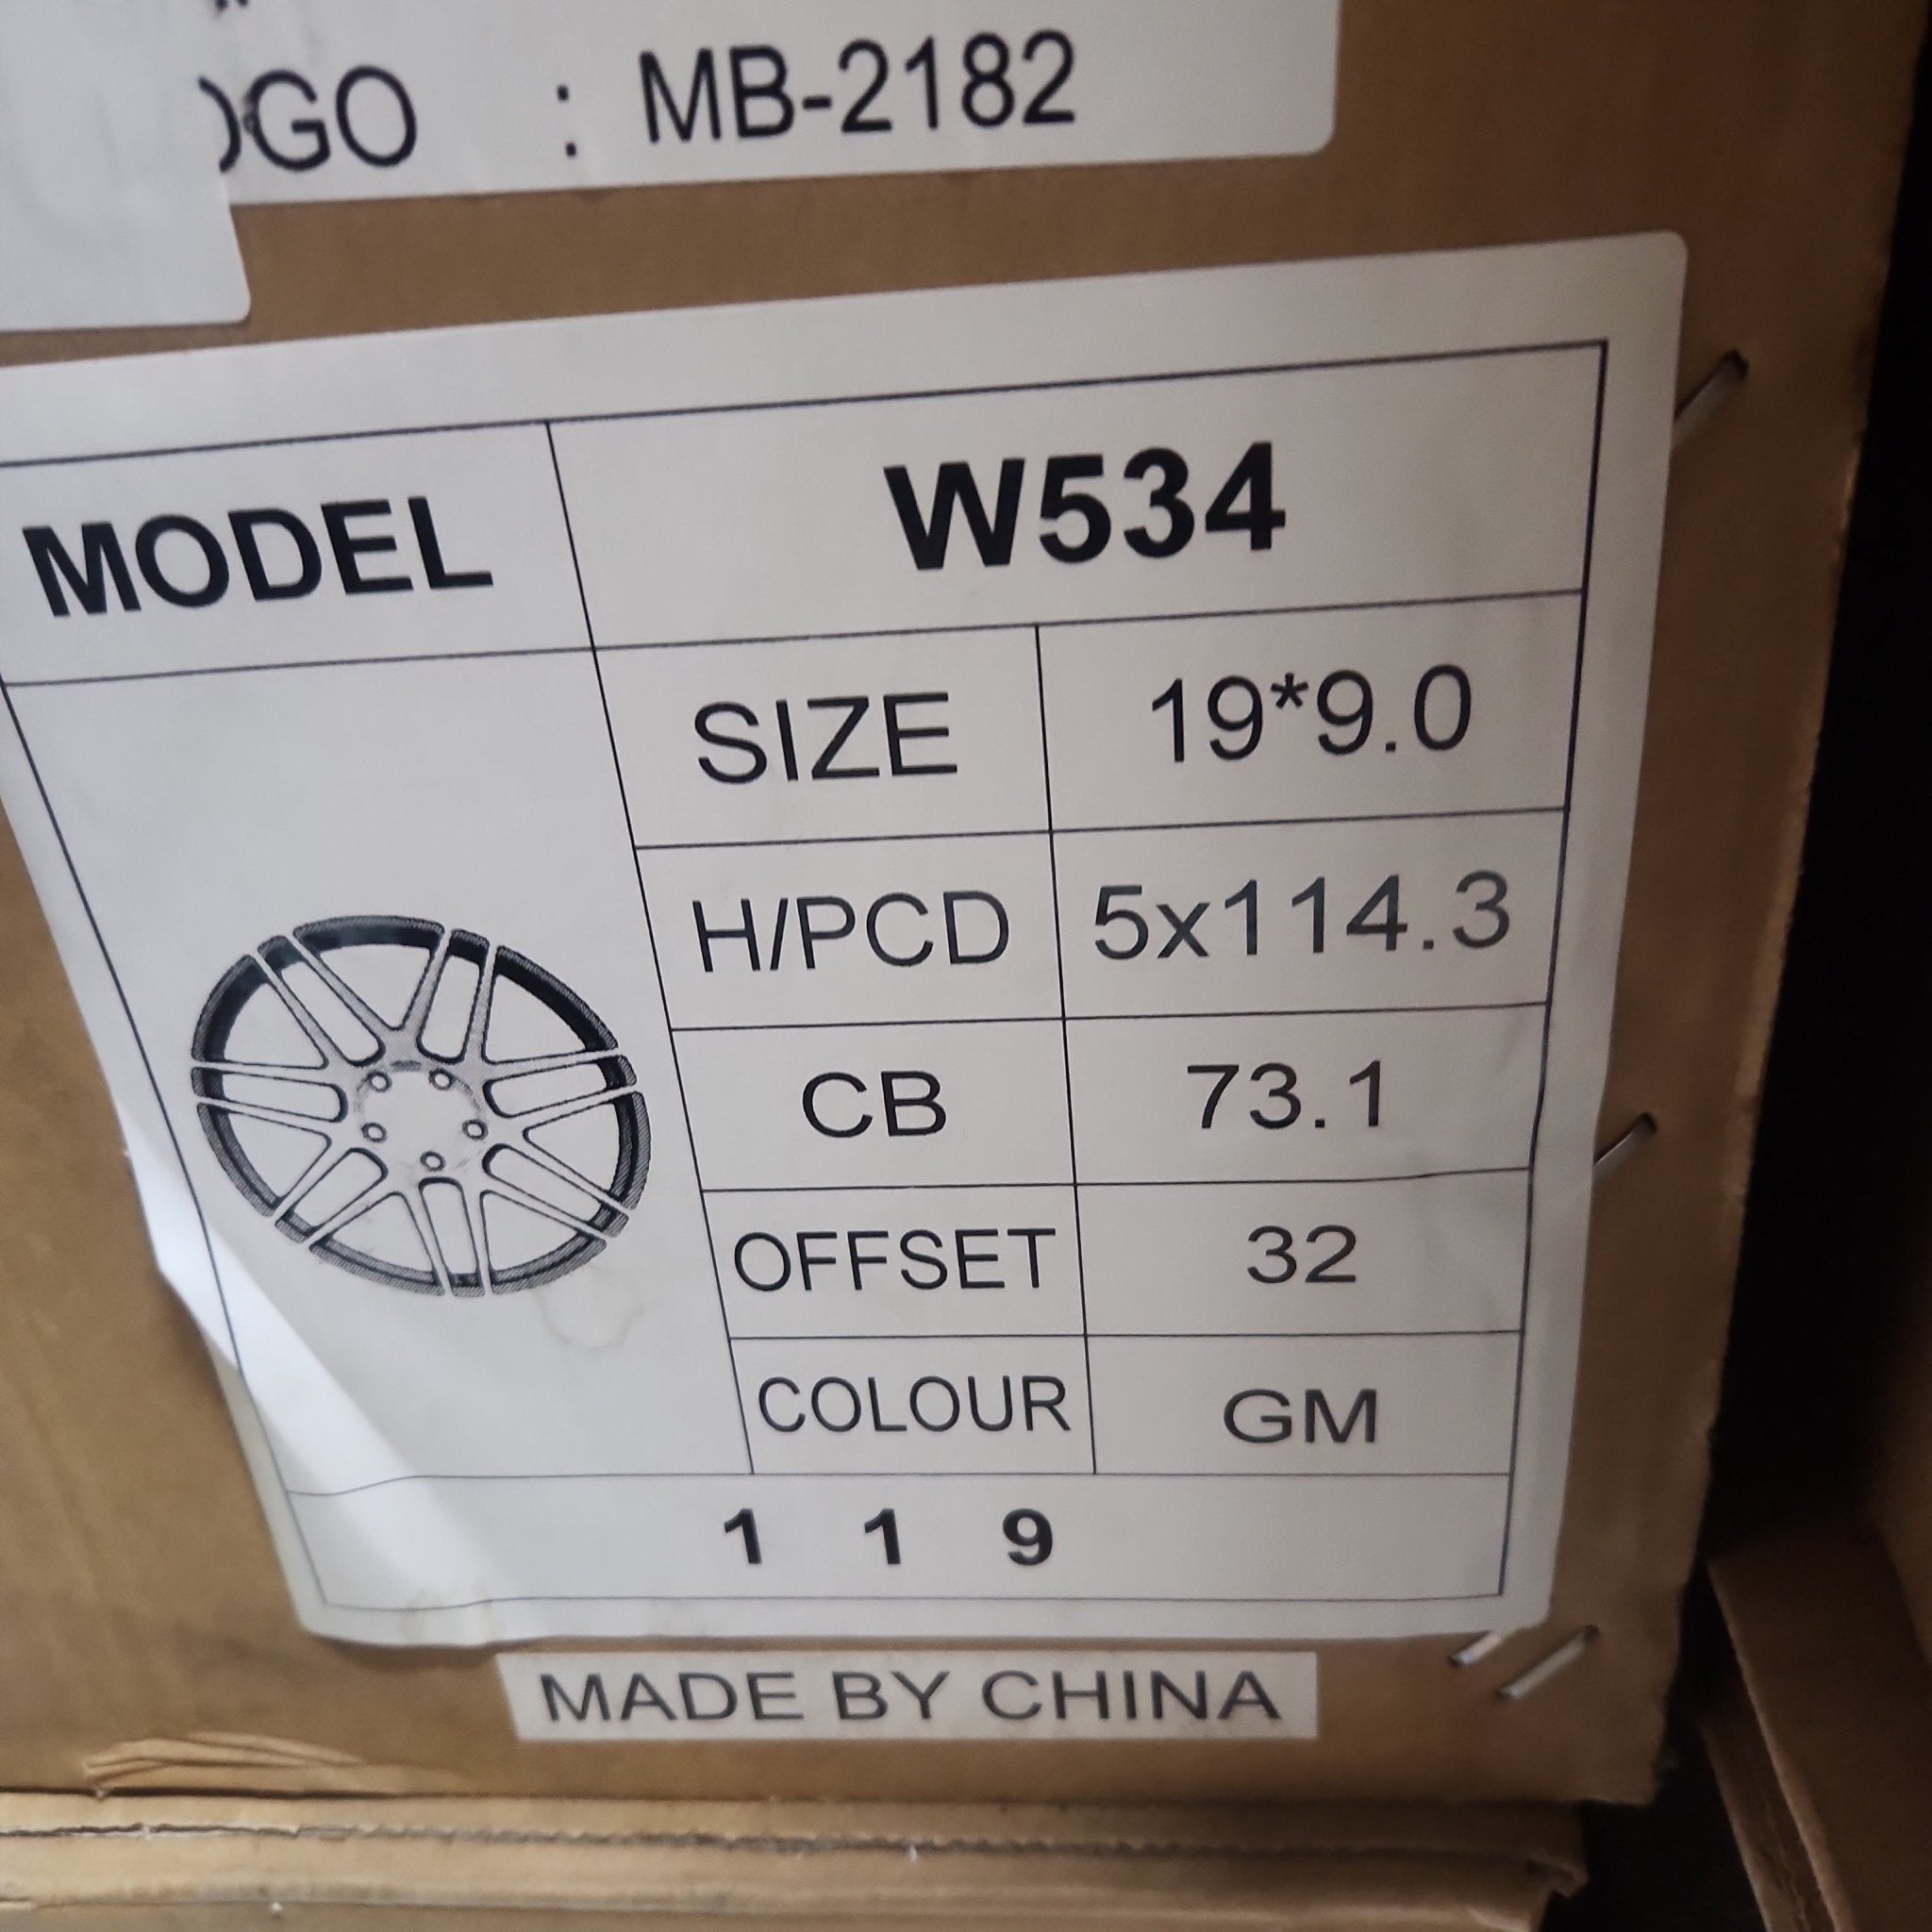 OGO : MB-2182
MODEL W534
SIZE 19*9.0
H/PCD 5x114.3
CB 73.1
OFFSET 32
COLOUR GM
1 1 9
MADE BY CHINA